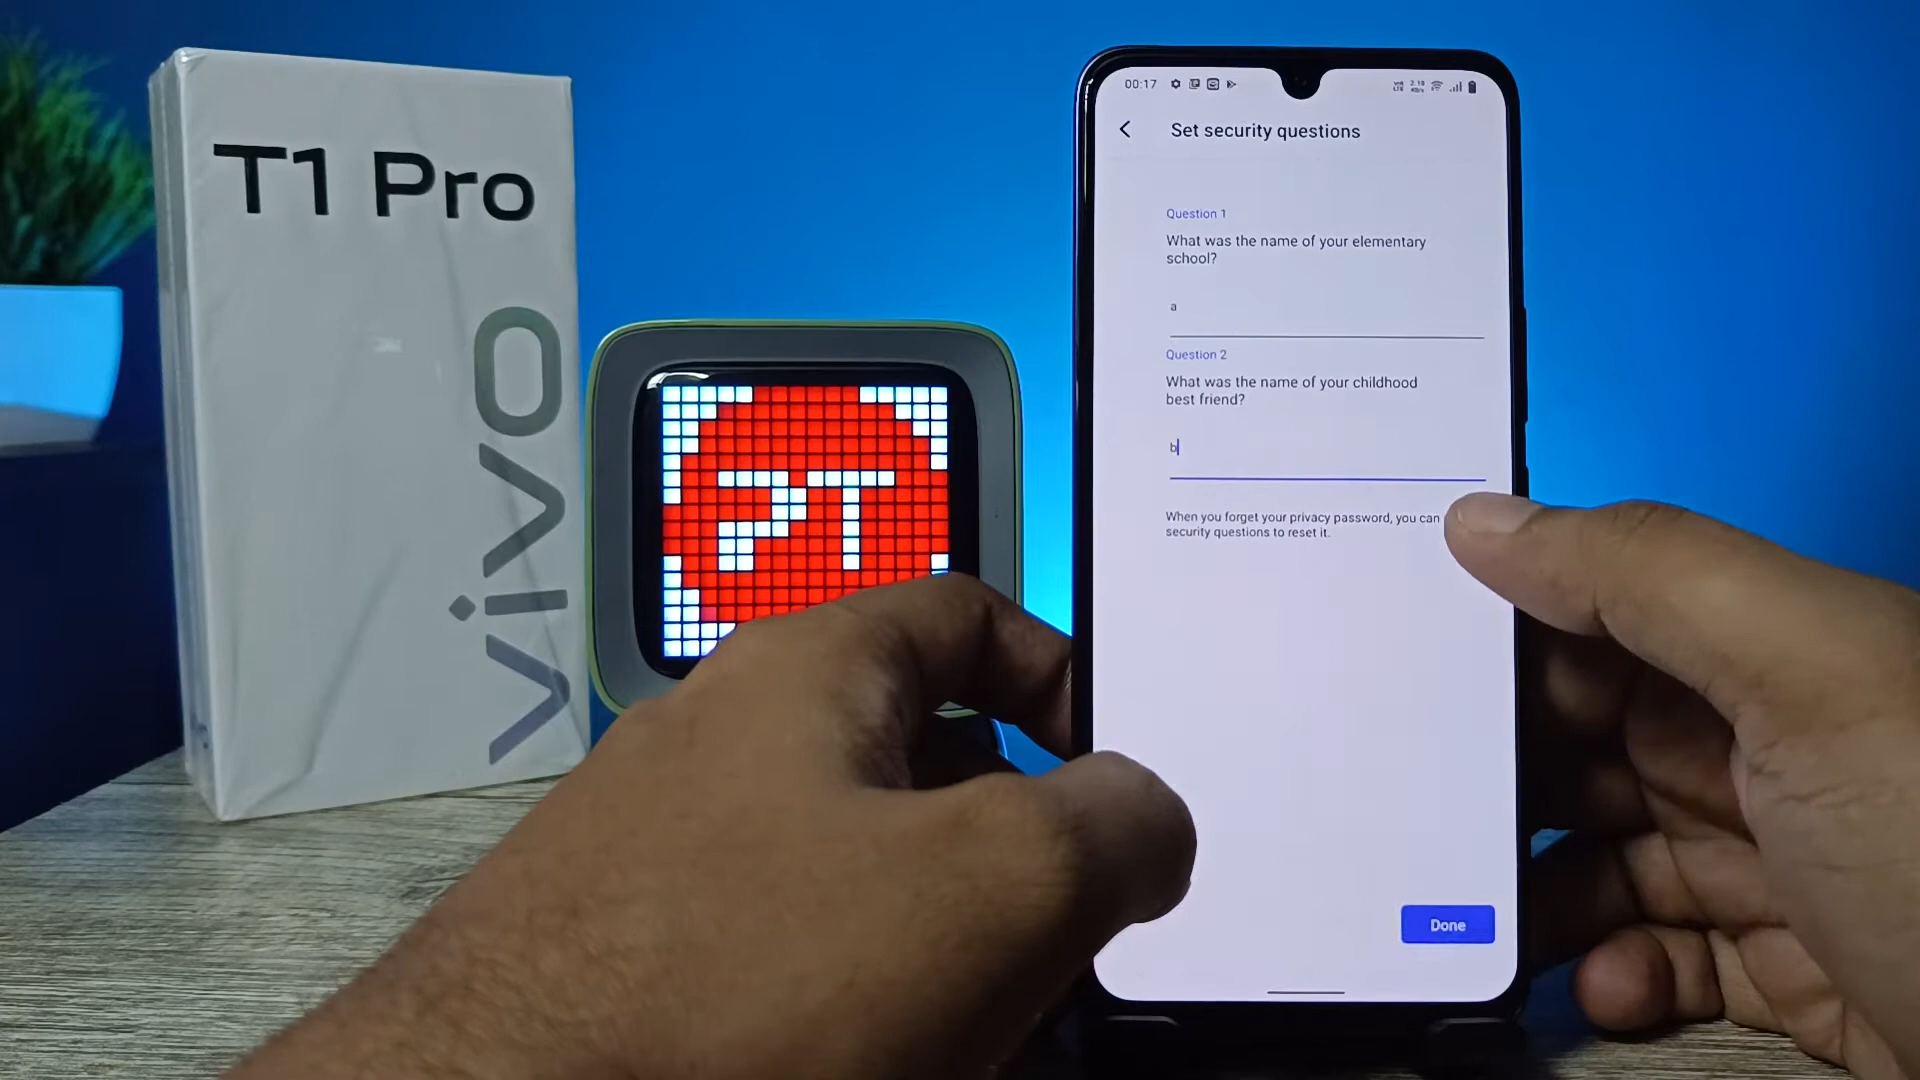 T1 Pro
vivo
PT
00:17
Set security questions
Question 1
What was the name of your elementary
school?
a
Question 2
What was the name of your childhood
best friend?
b
When you forget your privacy password, you can
security questions to reset it.
Done